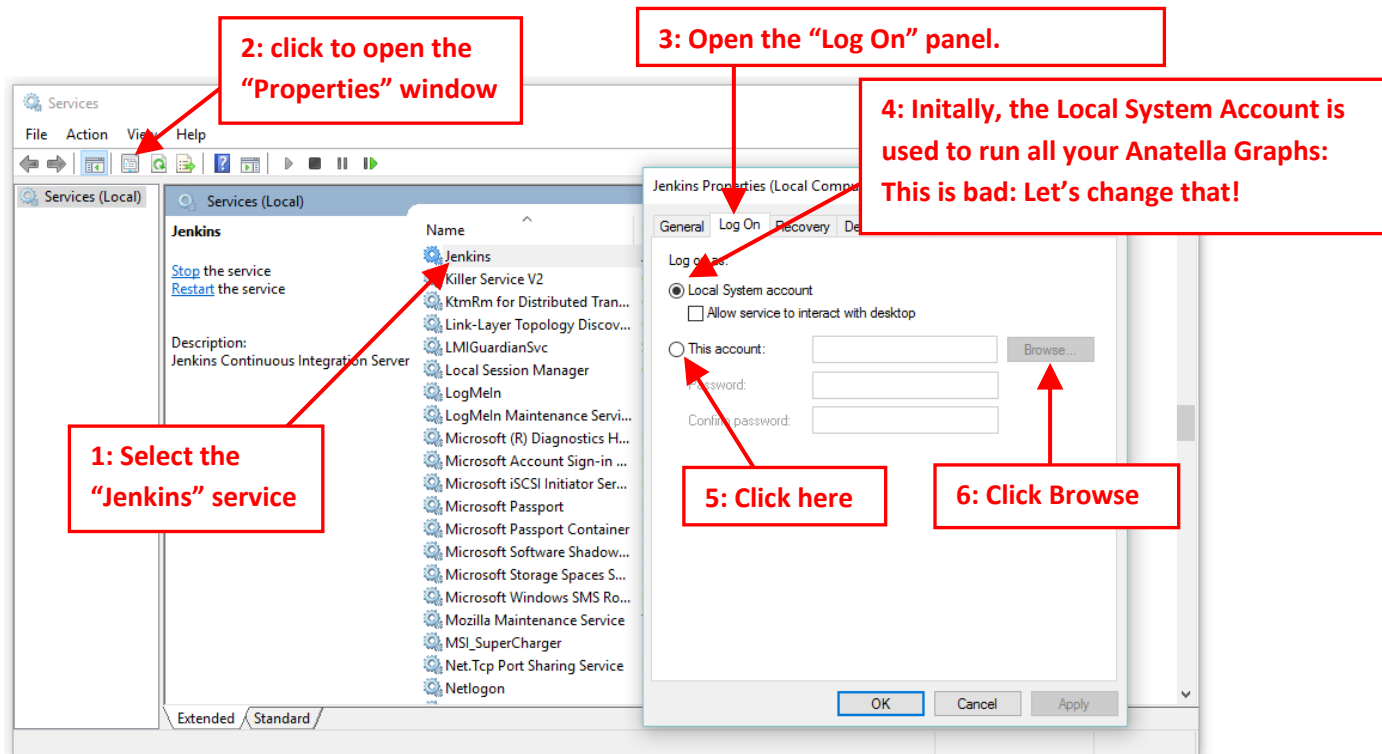 2: click to open the
“Properties” window
3: Open the “Log On” panel.
4: Initally, the Local System Account is
used to run all your Anatella Graphs:
This is bad: Let’s change that!
Services
File Action View Help
Services (Local)
Services (Local)
Jenkins
Stop the service
Restart the service
Description:
Jenkins Continuous Integration Server
1: Select the
“Jenkins” service
Name
Jenkins
Killer Service V2
KtmRm for Distributed Tran...
Link-Layer Topology Discov...
LMIGuardianSvc
Local Session Manager
LogMeIn
LogMeIn Maintenance Servi...
Microsoft (R) Diagnostics H...
Microsoft Account Sign-in ...
Microsoft iSCSI Initiator Ser...
Microsoft Passport
Microsoft Passport Container
Microsoft Software Shadow...
Microsoft Storage Spaces S...
Microsoft Windows SMS Ro...
Mozilla Maintenance Service
MSI_SuperCharger
Net.Tcp Port Sharing Service
Netlogon
Extended Standard
Jenkins Properties (Local Compu
General Log On Recovery De
Log on as:
Local System account
Allow service to interact with desktop
This account: Browse...
Password:
Confirm password:
5: Click here
6: Click Browse
OK Cancel Apply